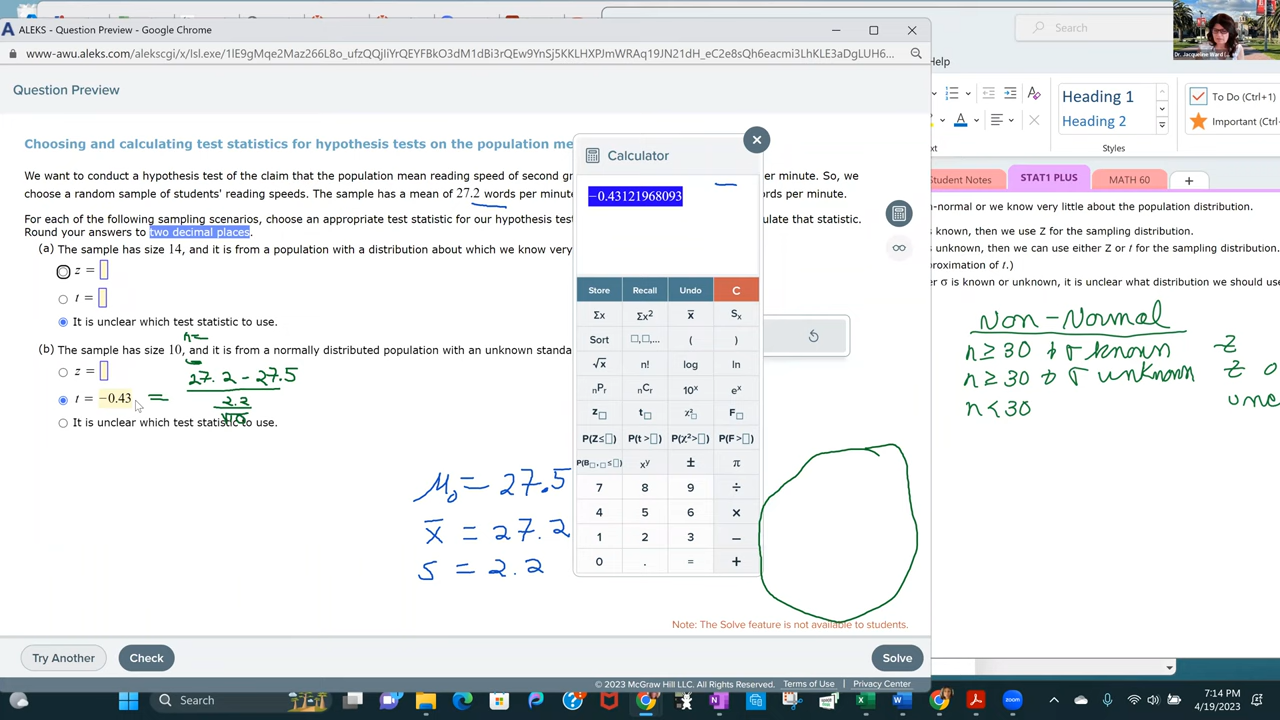 ALEKS - Question Preview - Google Chrome
Search
www-awu.aleks.com/alekscgi/x/Isl.exe/
Help
Question Preview
Heading 1
Heading 2
To Do (Ctrl+1)
Important (Ctrl+
Styles
Student Notes
STAT1 PLUS
MATH 60
Choosing and calculating test statistics for hypothesis tests on the population me
We want to conduct a hypothesis test of the claim that the population mean reading speed of second gr
per minute. So, we
choose a random sample of students' reading speeds. The sample has a mean of 27.2 words per minute
ords per minute.
For each of the following sampling scenarios, choose an appropriate test statistic for our hypothesis test
culate that statistic.
Round your answers to two decimal places.
(a) The sample has size 14, and it is from a population with a distribution about which we know very
z =
t =
It is unclear which test statistic to use.
n=
(b) The sample has size 10, and it is from a normally distributed population with an unknown standa
z =
t = −0.43
= 27.2 - 27.5
2.2
√10
It is unclear which test statistic to use.
μ₀ = 27.5
x̄ = 27.2
s = 2.2
Calculator
−0.43121968093
Store Recall Undo C
Σx Σx² x̄ Sx
Sort □,□,... ( )
√x n! log ln
nPr nCr 10ˣ eˣ
z□ t□ χ²□ F□
P(Z≤□) P(t >□) P(χ²>□) P(F >□)
P(B□,□≤□) xʸ ± π
7 8 9 ÷
4 5 6 ×
1 2 3 −
0 . = +
n-normal or we know very little about the population distribution.
is known, then we use Z for the sampling distribution.
is unknown, then we can use either Z or t for the sampling distribution.
proximation of t.)
er σ is known or unknown, it is unclear what distribution we should use
Non-Normal
n ≥ 30 & σ known Z
n ≥ 30 & σ unknown Z o
n < 30 unc
Note: The Solve feature is not available to students.
Try Another
Check
Solve
© 2023 McGraw Hill
Terms of Use | Privacy Center
Search
7:14 PM
4/19/2023